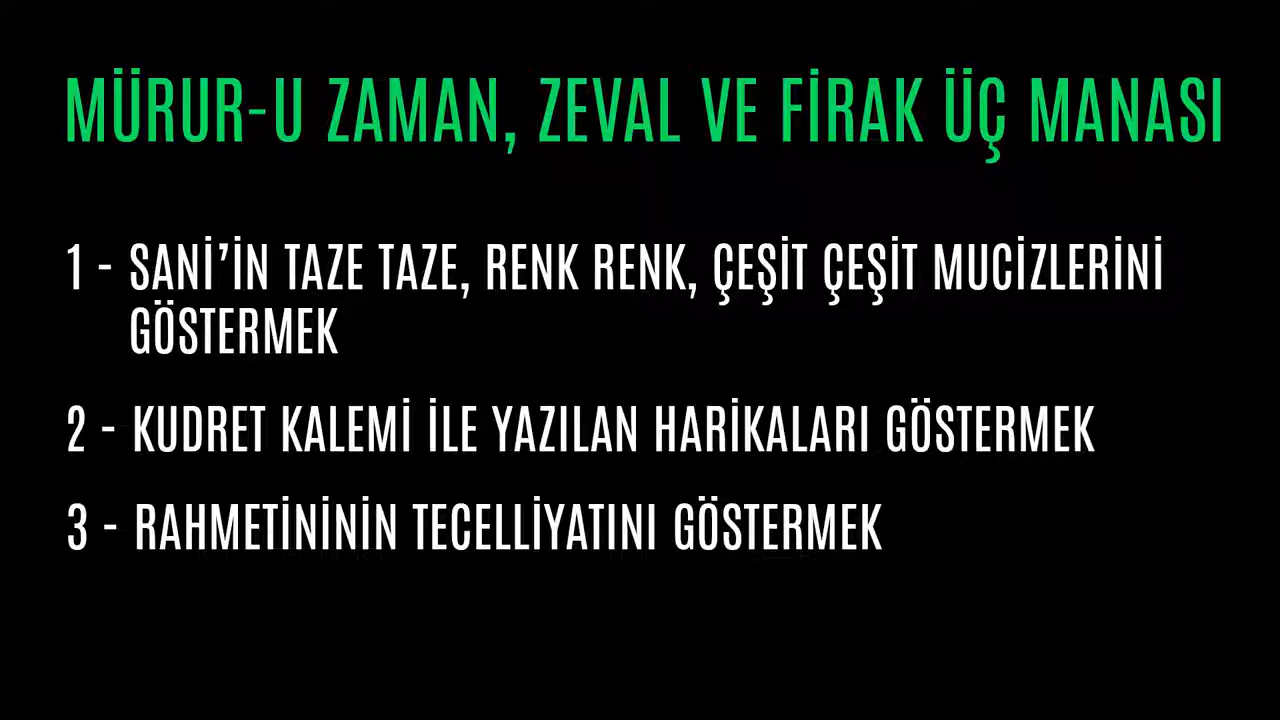 MÜRUR-U ZAMAN, ZEVAL VE FİRAK ÜÇ MANASI
1 - SANİ’İN TAZE TAZE, RENK RENK, ÇEŞİT ÇEŞİT MUCİZLERİNİ
GÖSTERMEK
2 - KUDRET KALEMİ İLE YAZILAN HARİKALARI GÖSTERMEK
3 - RAHMETİNİNİN TECELLİYATINI GÖSTERMEK